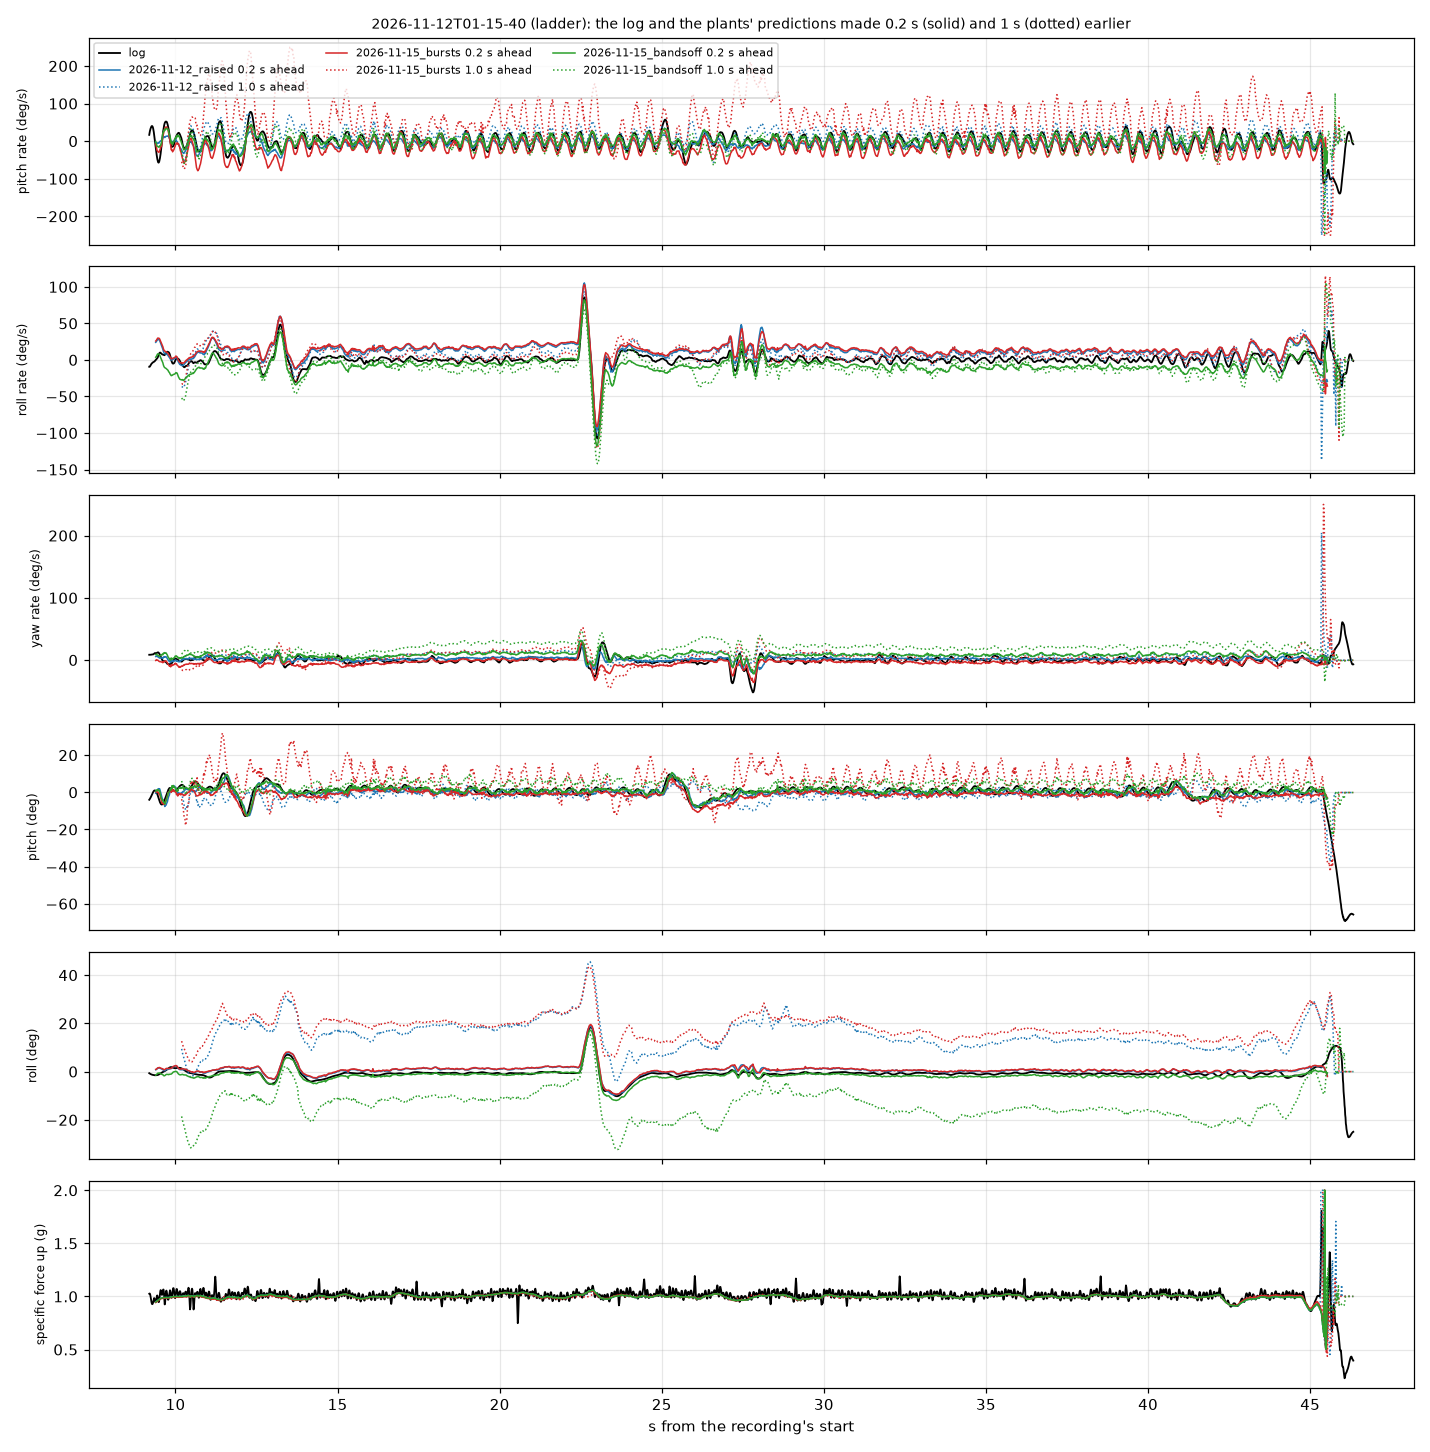 2026-11-12T01-15-40 (ladder): the log and the plants' predictions made 0.2 s (solid) and 1 s (dotted) earlier
log
2026-11-12_raised 0.2 s ahead
2026-11-12_raised 1.0 s ahead
2026-11-15_bursts 0.2 s ahead
2026-11-15_bursts 1.0 s ahead
2026-11-15_bandsoff 0.2 s ahead
2026-11-15_bandsoff 1.0 s ahead
pitch rate (deg/s)
200
100
0
−100
−200
roll rate (deg/s)
100
50
0
−50
−100
−150
yaw rate (deg/s)
200
100
0
pitch (deg)
20
0
−20
−40
−60
roll (deg)
40
20
0
−20
specific force up (g)
2.0
1.5
1.0
0.5
10 15 20 25 30 35 40 45
s from the recording's start